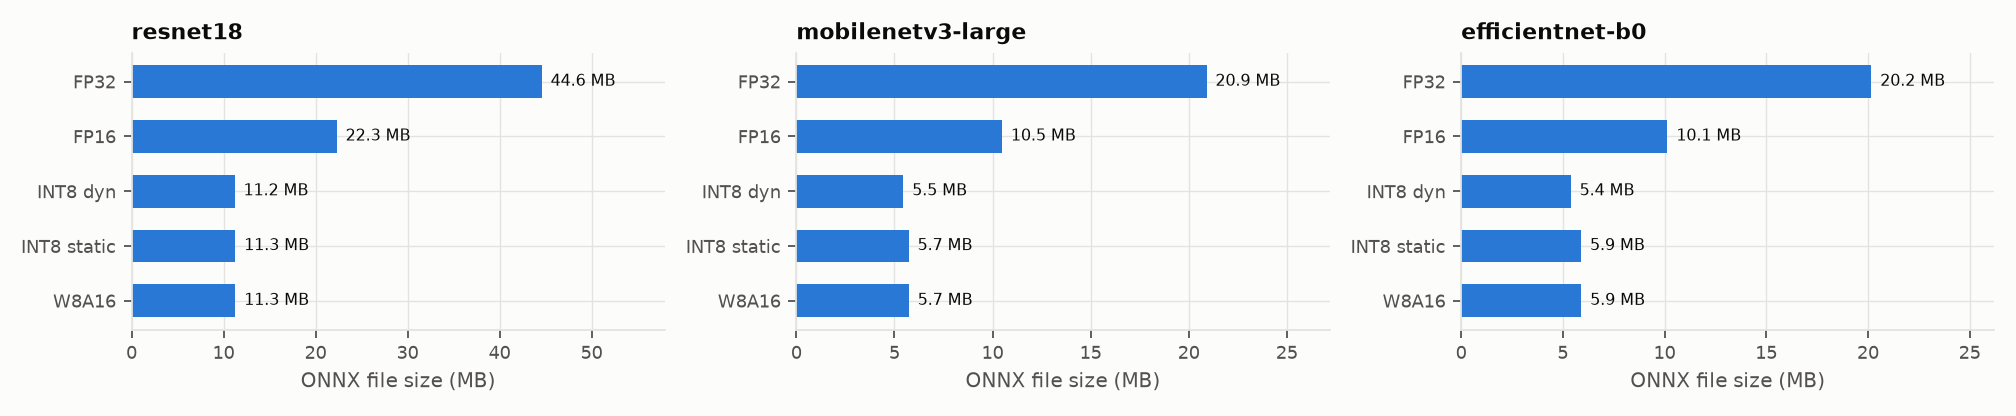 resnet18
FP32 44.6 MB
FP16 22.3 MB
INT8 dyn 11.2 MB
INT8 static 11.3 MB
W8A16 11.3 MB
0 10 20 30 40 50
ONNX file size (MB)
mobilenetv3-large
FP32 20.9 MB
FP16 10.5 MB
INT8 dyn 5.5 MB
INT8 static 5.7 MB
W8A16 5.7 MB
0 5 10 15 20 25
ONNX file size (MB)
efficientnet-b0
FP32 20.2 MB
FP16 10.1 MB
INT8 dyn 5.4 MB
INT8 static 5.9 MB
W8A16 5.9 MB
0 5 10 15 20 25
ONNX file size (MB)